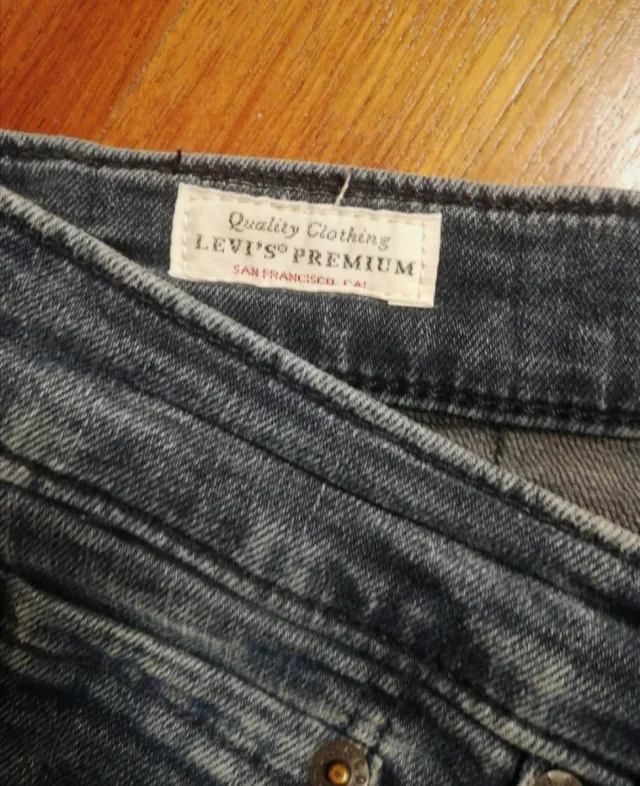 Quality Clothing
LEVI'S® PREMIUM
SAN FRANCISCO, CAL